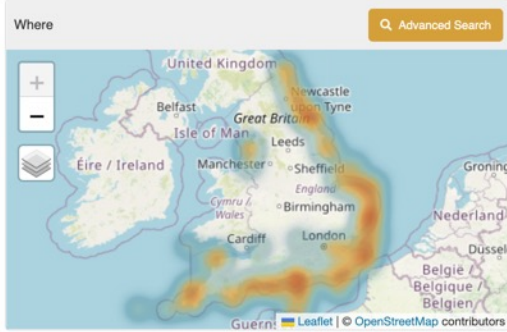 Where
Advanced Search
+
−
United Kingdom
Newcastle
upon Tyne
Belfast
Great Britain
Isle of Man
Leeds
Éire / Ireland
Manchester
Sheffield
England
Cymru /
Wales
Birmingham
Nederland
Cardiff
London
België /
Belgique /
Belgien
Leaflet | © OpenStreetMap contributors